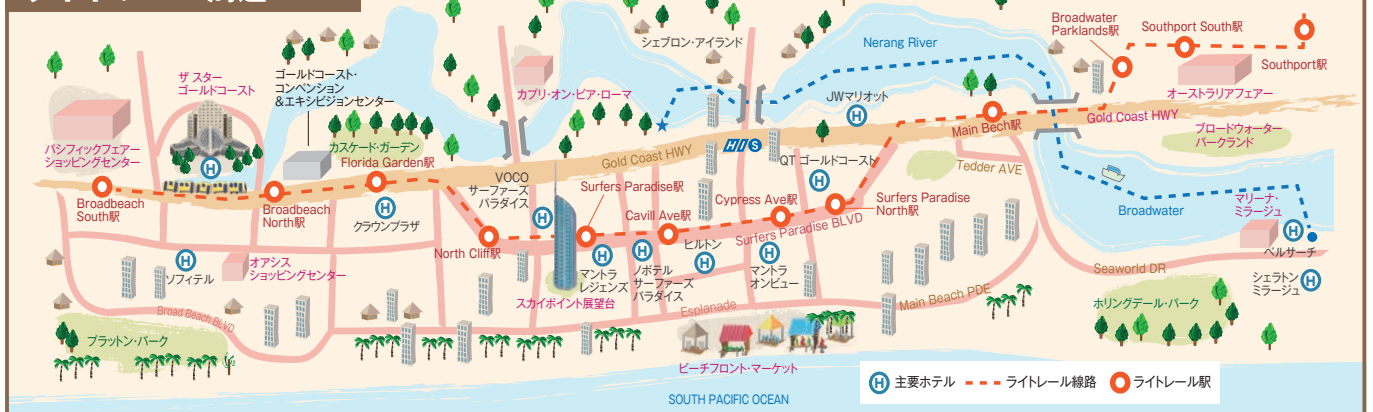 シェブロン・アイランド
Nerang River
Broadwater
Parklands駅
Southport South駅
Southport駅
ザ スター
ゴールドコースト
ゴールドコースト・
コンベンション
&エキシビジョンセンター
カプリ・オン・ビア・ローマ
JWマリオット
オーストラリアフェアー
パシフィックフェアー
ショッピングセンター
カスケード・ガーデン
Florida Garden駅
Gold Coast HWY
HIS
Main Bech駅
Gold Coast HWY
ブロードウォーター
パークランド
QT ゴールドコースト
Tedder AVE
Broadbeach
South駅
Broadbeach
North駅
クラウンプラザ
VOCO
サーファーズ
パラダイス
Surfers Paradise駅
Cavill Ave駅
Cypress Ave駅
Surfers Paradise
North駅
Surfers Paradise BLVD
Broadwater
マリーナ・
ミラージュ
ベルサーチ
North Cliff駅
ソフィテル
オアシス
ショッピングセンター
スカイポイント展望台
マントラ
レジェンズ
ノボテル
サーファーズ
パラダイス
ヒルトン
マントラ
オンビュー
Seaworld DR
シェラトン
ミラージュ
Broad Beach BLVD
Esplanade
Main Beach PDE
ホリングデール・パーク
ブラットン・パーク
ビーチフロント・マーケット
H 主要ホテル
ライトレール線路
ライトレール駅
SOUTH PACIFIC OCEAN